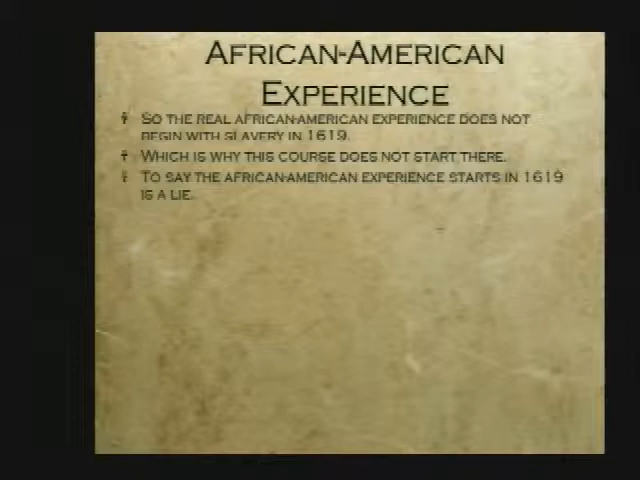 AFRICAN-AMERICAN
EXPERIENCE
SO THE REAL AFRICAN-AMERICAN EXPERIENCE DOES NOT
BEGIN WITH SLAVERY IN 1619.
WHICH IS WHY THIS COURSE DOES NOT START THERE.
TO SAY THE AFRICAN-AMERICAN EXPERIENCE STARTS IN 1619
IS A LIE.